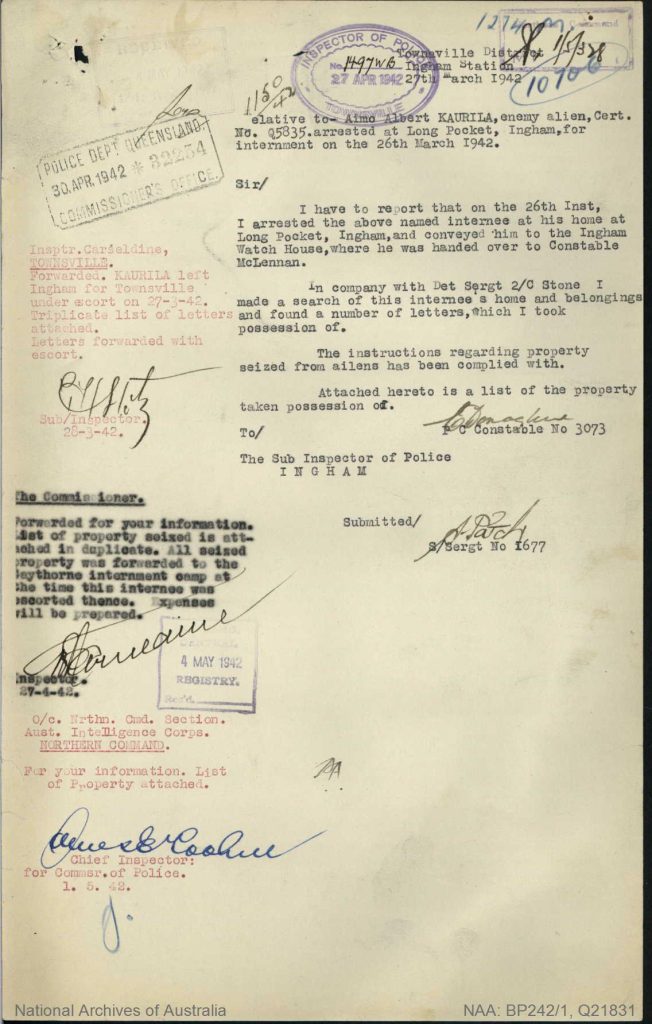 INSPECTOR OF POLICE
No. 1497WB
27 APR 1942
TOWNSVILLE
Townsville District
Ingham Station
27th March 1942
Command
10706
11/50
/42
elative to- Aimo Albert KAURILA,enemy alien,Cert.
No. Q5835.arrested at Long Pocket, Ingham,for
internment on the 26th March 1942.
POLICE DEPT QUEENSLAND.
30.APR.1942 * 32254
COMMISSIONER'S OFFICE.
Sir/
I have to report that on the 26th Inst,
I arrested the above named internee at his home at
Long Pocket, Ingham,and conveyed him to the Ingham
Watch House,where he was handed over to Constable
McLennan.
In company with Det Sergt 2/C Stone I
made a search of this internee's home and belongings
and found a number of letters,which I took
possession of.
The instructions regarding property
seized from ailens has been complied with.
Attached hereto is a list of the property
taken possession of.
P C Constable No 3073
To/
The Sub Inspector of Police
I N G H A M
Submitted/
S/Sergt No 1677
Insptr.Carseldine,
TOWNSVILLE.
Forwarded. KAURILA left
Ingham for Townsville
under escort on 27-3-42.
Triplicate list of letters
attached.
Letters forwarded with
escort.
Sub/Inspector.
28-3-42.
The Commissioner.
Forwarded for your information.
List of property seized is att-
ached in duplicate. All seized
property was forwarded to the
Gaythorne internment camp at
the time this internee was
escorted thence. Expenses
will be prepared.
Inspector.
27-4-42.
4 MAY 1942
REGISTRY.
Rec'd
O/c. Nrthn. Cmd. Section.
Aust. Intelligence Corps.
NORTHERN COMMAND.
For your information. List
of Property attached.
Chief Inspector:
for Commsr.of Police.
1. 5. 42.
National Archives of Australia
NAA: BP242/1, Q21831